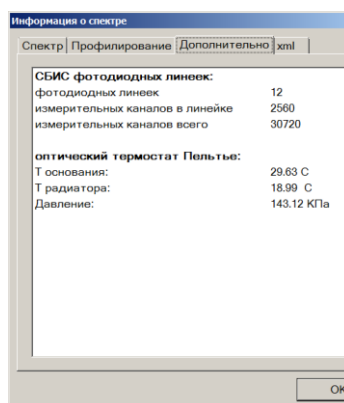 Информация о спектре
Спектр Профилирование Дополнительно xml
СБИС фотодиодных линеек:
фотодиодных линеек 12
измерительных каналов в линейке 2560
измерительных каналов всего 30720
оптический термостат Пельтье:
Т основания: 29.63 С
Т радиатора: 18.99 С
Давление: 143.12 КПа
OK